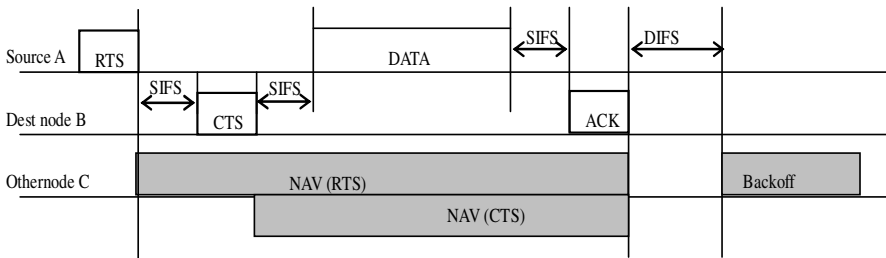 SIFS
DIFS
Source A
RTS
DATA
SIFS
SIFS
Dest node B
CTS
ACK
Othernode C
NAV (RTS)
Backoff
NAV (CTS)